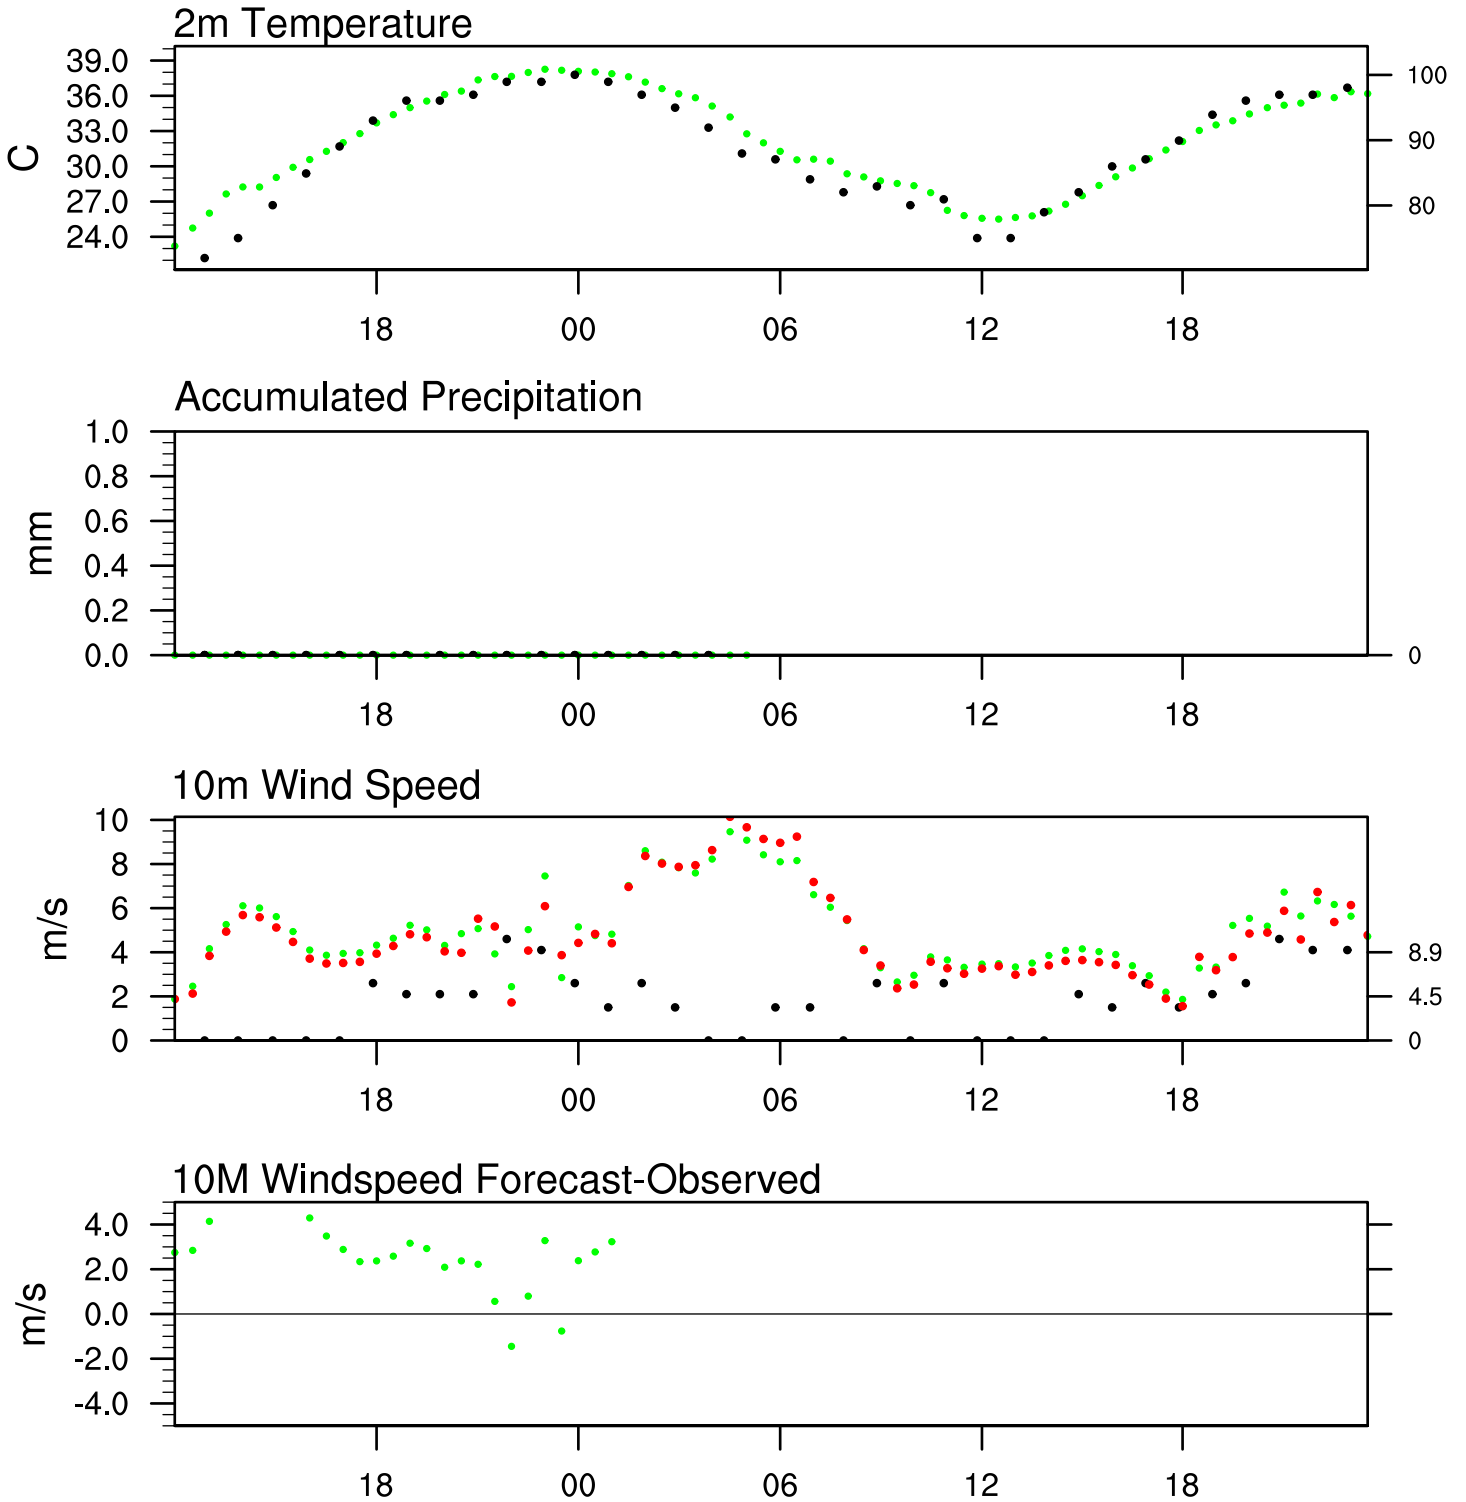 2m Temperature
39.0
36.0
33.0
30.0
27.0
24.0
C
100
90
80
18 00 06 12 18
Accumulated Precipitation
1.0
0.8
0.6
0.4
0.2
0.0
mm
0
18 00 06 12 18
10m Wind Speed
10
8
6
4
2
0
m/s
8.9
4.5
0
18 00 06 12 18
10M Windspeed Forecast-Observed
4.0
2.0
0.0
-2.0
-4.0
m/s
18 00 06 12 18